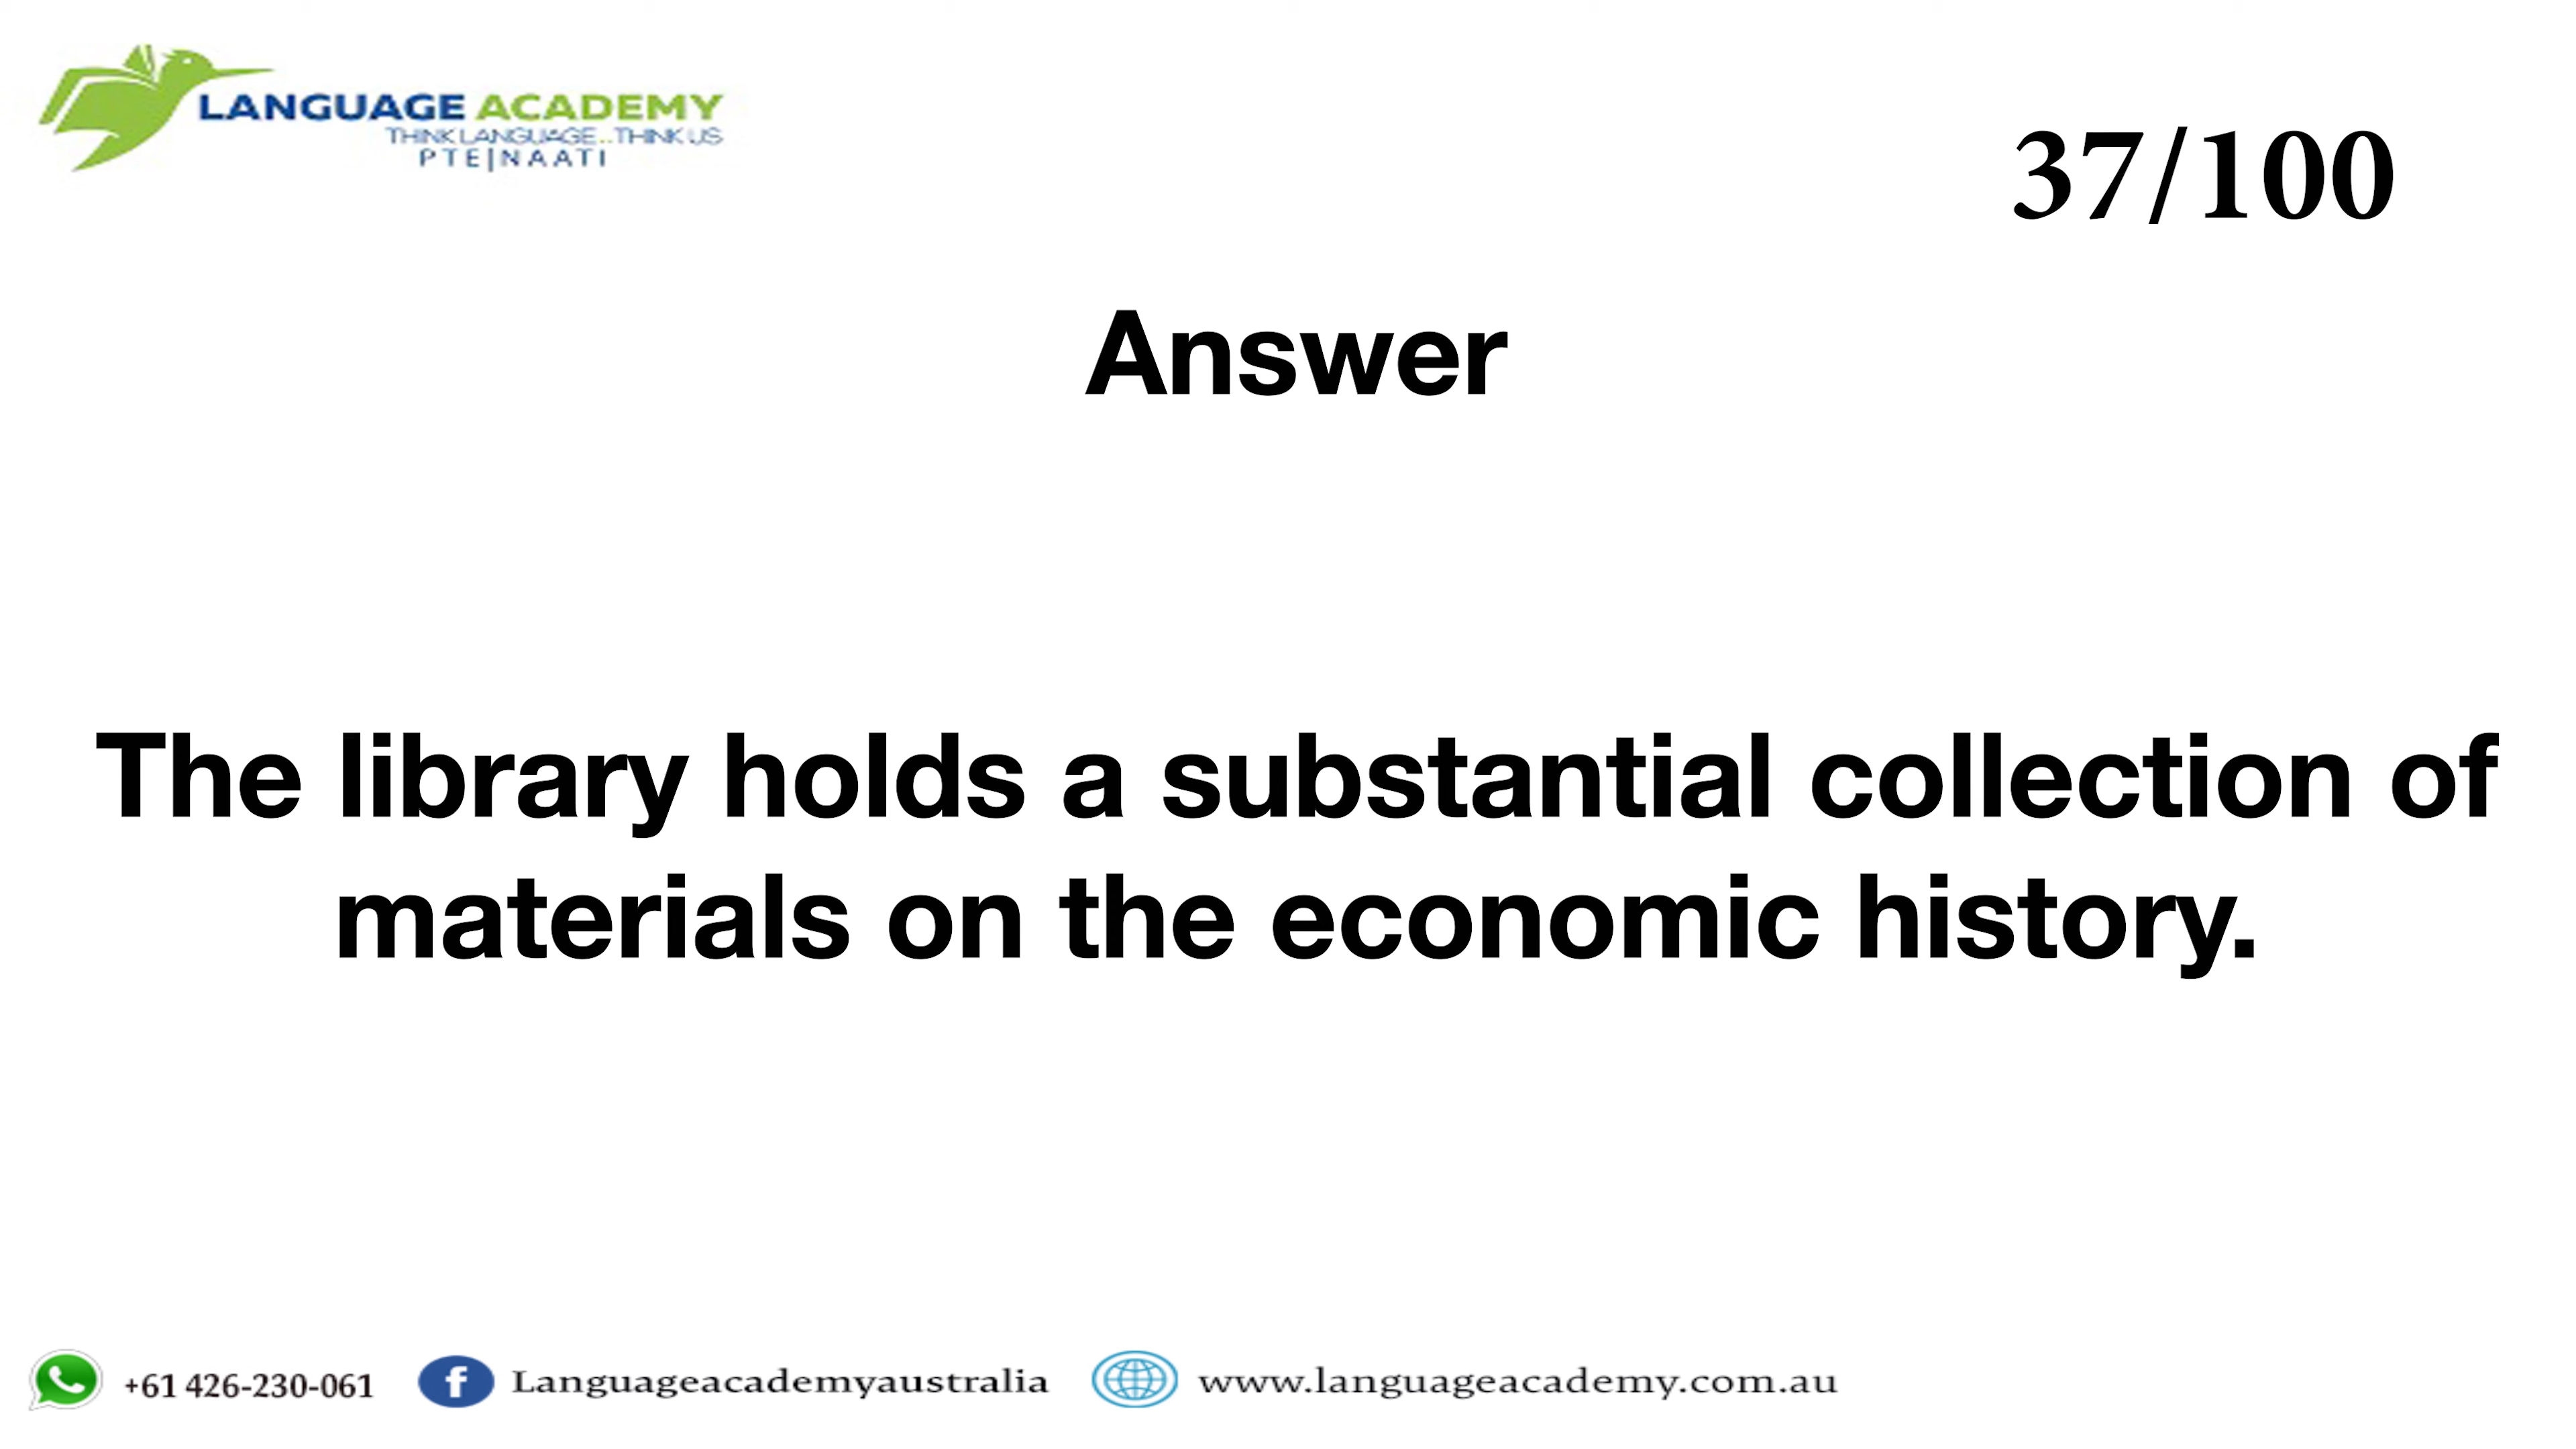 LANGUAGE ACADEMY
THINK LANGUAGE..THINK US
PTE|NAATI
37/100
Answer
The library holds a substantial collection of
materials on the economic history.
+61 426-230-061 Languageacademyaustralia www.languageacademy.com.au